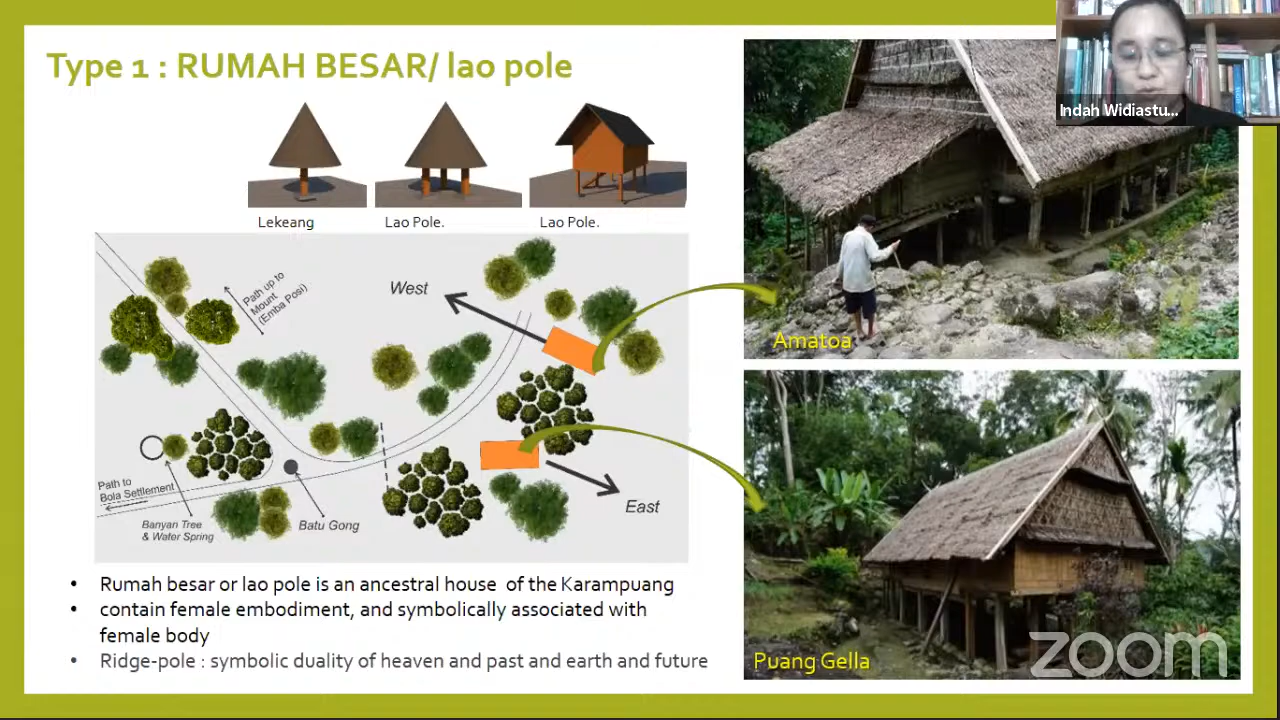 Type 1 : RUMAH BESAR/ lao pole
Indah Widiastu...
Lekeang
Lao Pole.
Lao Pole.
Path up to
Mount
(Emba Posi)
West
Path to
Bola Settlement
Banyan Tree
& Water Spring
Batu Gong
East
Amatoa
Puang Gella
• Rumah besar or lao pole is an ancestral house of the Karampuang
• contain female embodiment, and symbolically associated with
female body
• Ridge-pole : symbolic duality of heaven and past and earth and future
zoom